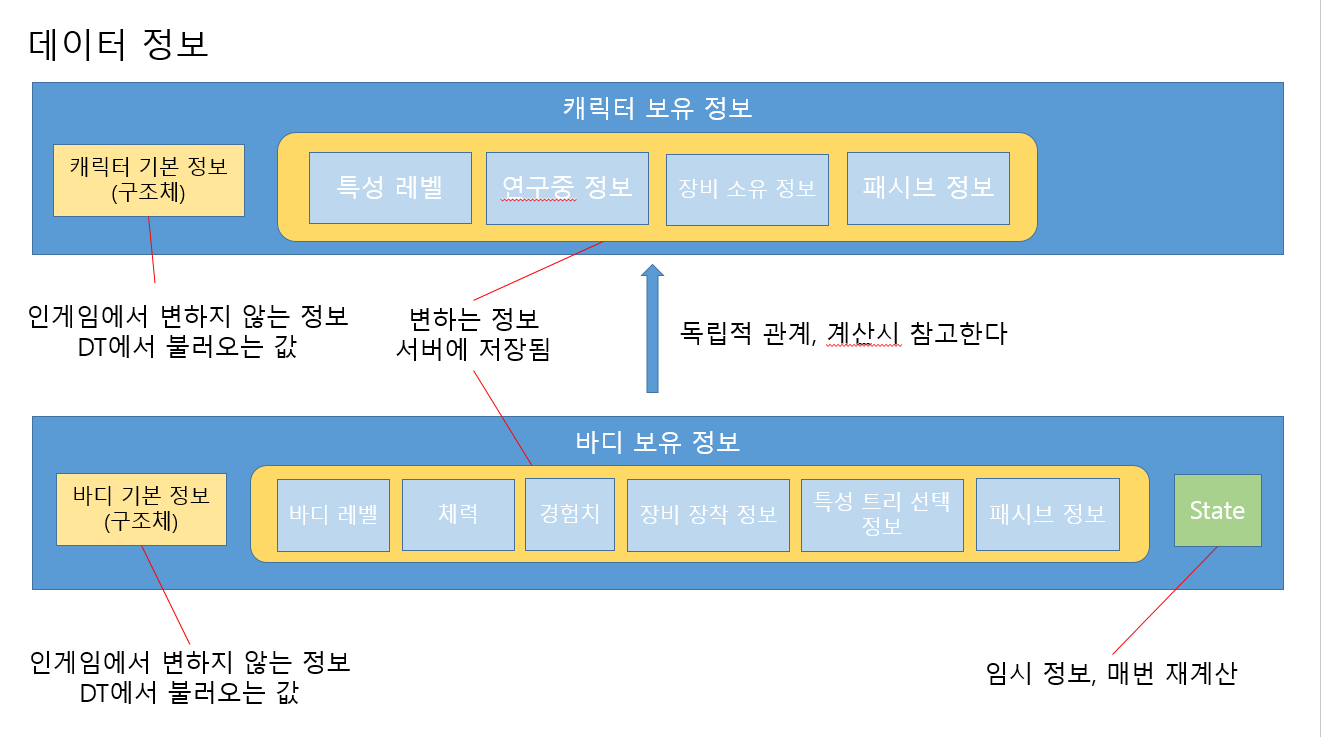 데이터 정보
캐릭터 보유 정보
캐릭터 기본 정보
(구조체)
특성 레벨
연구중 정보
장비 소유 정보
패시브 정보
인게임에서 변하지 않는 정보
DT에서 불러오는 값
변하는 정보
서버에 저장됨
독립적 관계, 계산시 참고한다
바디 보유 정보
바디 기본 정보
(구조체)
바디 레벨
체력
경험치
장비 장착 정보
특성 트리 선택
정보
패시브 정보
State
인게임에서 변하지 않는 정보
DT에서 불러오는 값
임시 정보, 매번 재계산